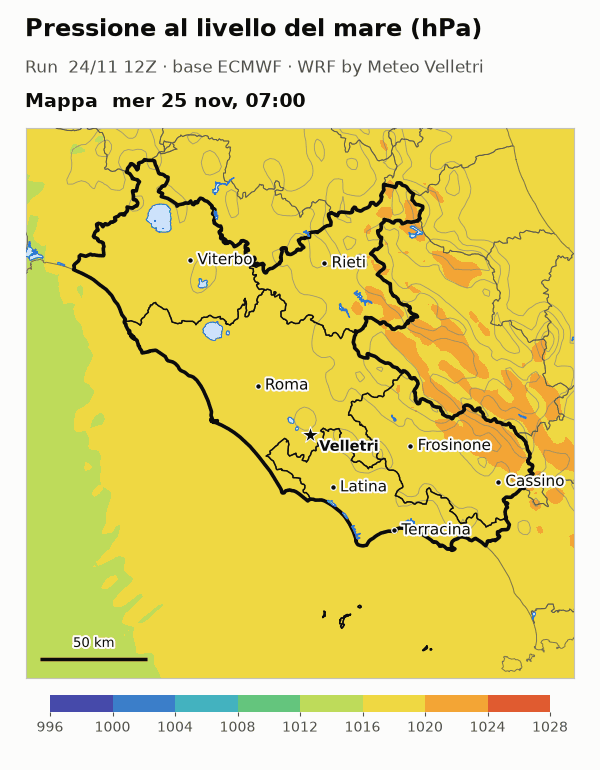 Pressione al livello del mare (hPa)
Run  24/11 12Z · base ECMWF · WRF by Meteo Velletri
Mappa  mer 25 nov, 07:00
Viterbo
Rieti
Roma
Velletri
Frosinone
Cassino
Latina
Terracina
50 km
996 1000 1004 1008 1012 1016 1020 1024 1028